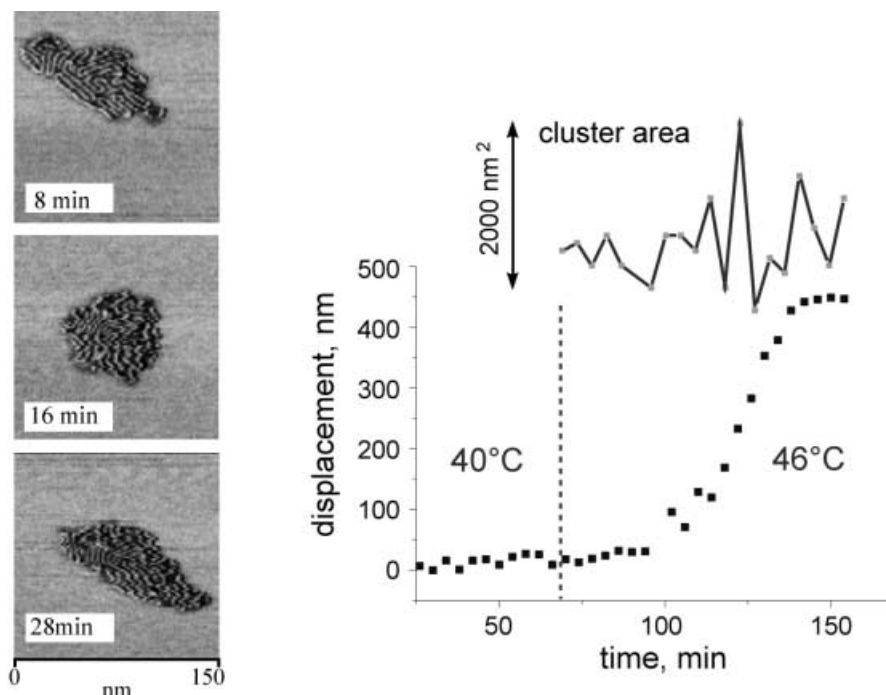 8 min
16 min
28min
0 150
nm
cluster area
2000 nm²
500
400
300
200
100
0
displacement, nm
40°C 46°C
50 100 150
time, min